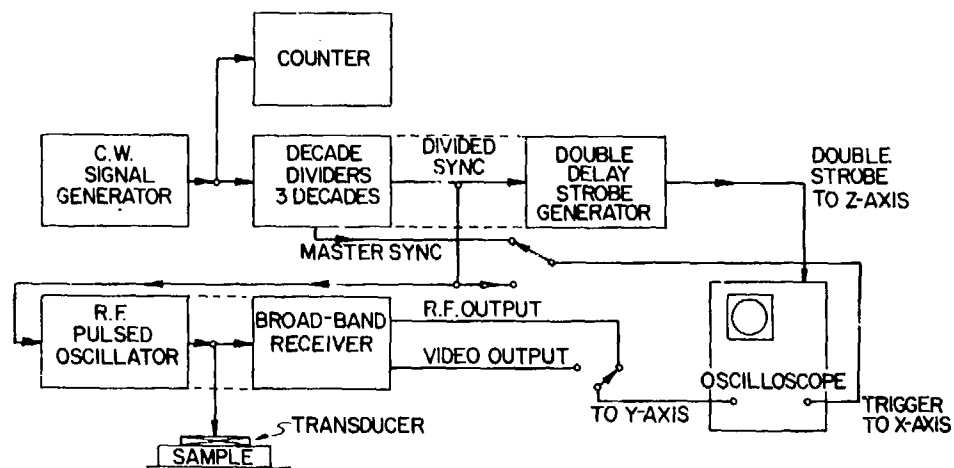 COUNTER
C.W.
SIGNAL
GENERATOR
DECADE
DIVIDERS
3 DECADES
DIVIDED
SYNC
DOUBLE
DELAY
STROBE
GENERATOR
DOUBLE
STROBE
TO Z-AXIS
MASTER SYNC
R.F.
PULSED
OSCILLATOR
BROAD-BAND
RECEIVER
R.F. OUTPUT
VIDEO OUTPUT
OSCILLOSCOPE
TO Y-AXIS
TRIGGER
TO X-AXIS
TRANSDUCER
SAMPLE